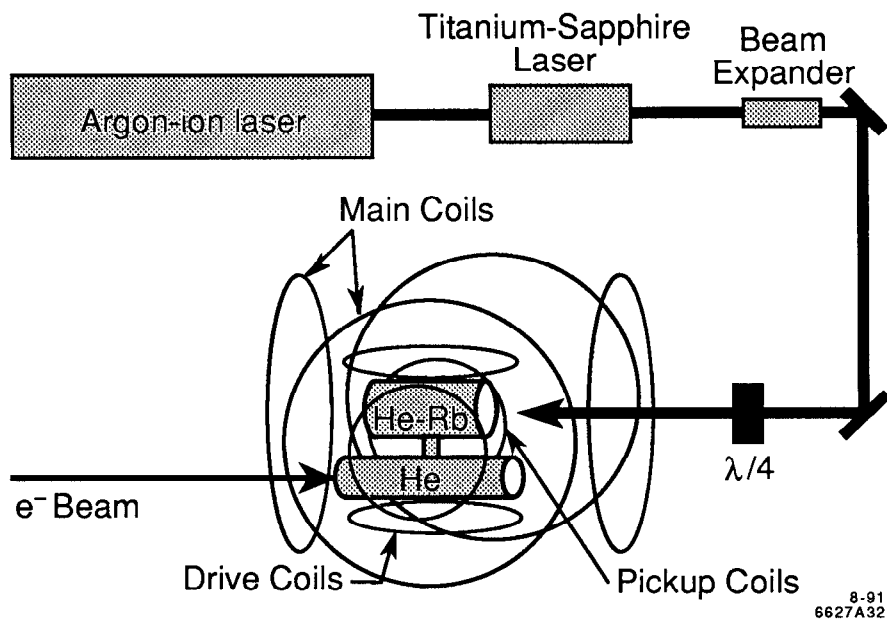 Titanium-Sapphire
Laser
Beam
Expander
Argon-ion laser
Main Coils
He-Rb
λ/4
He
e⁻ Beam
Drive Coils
Pickup Coils
8-91
6627A32